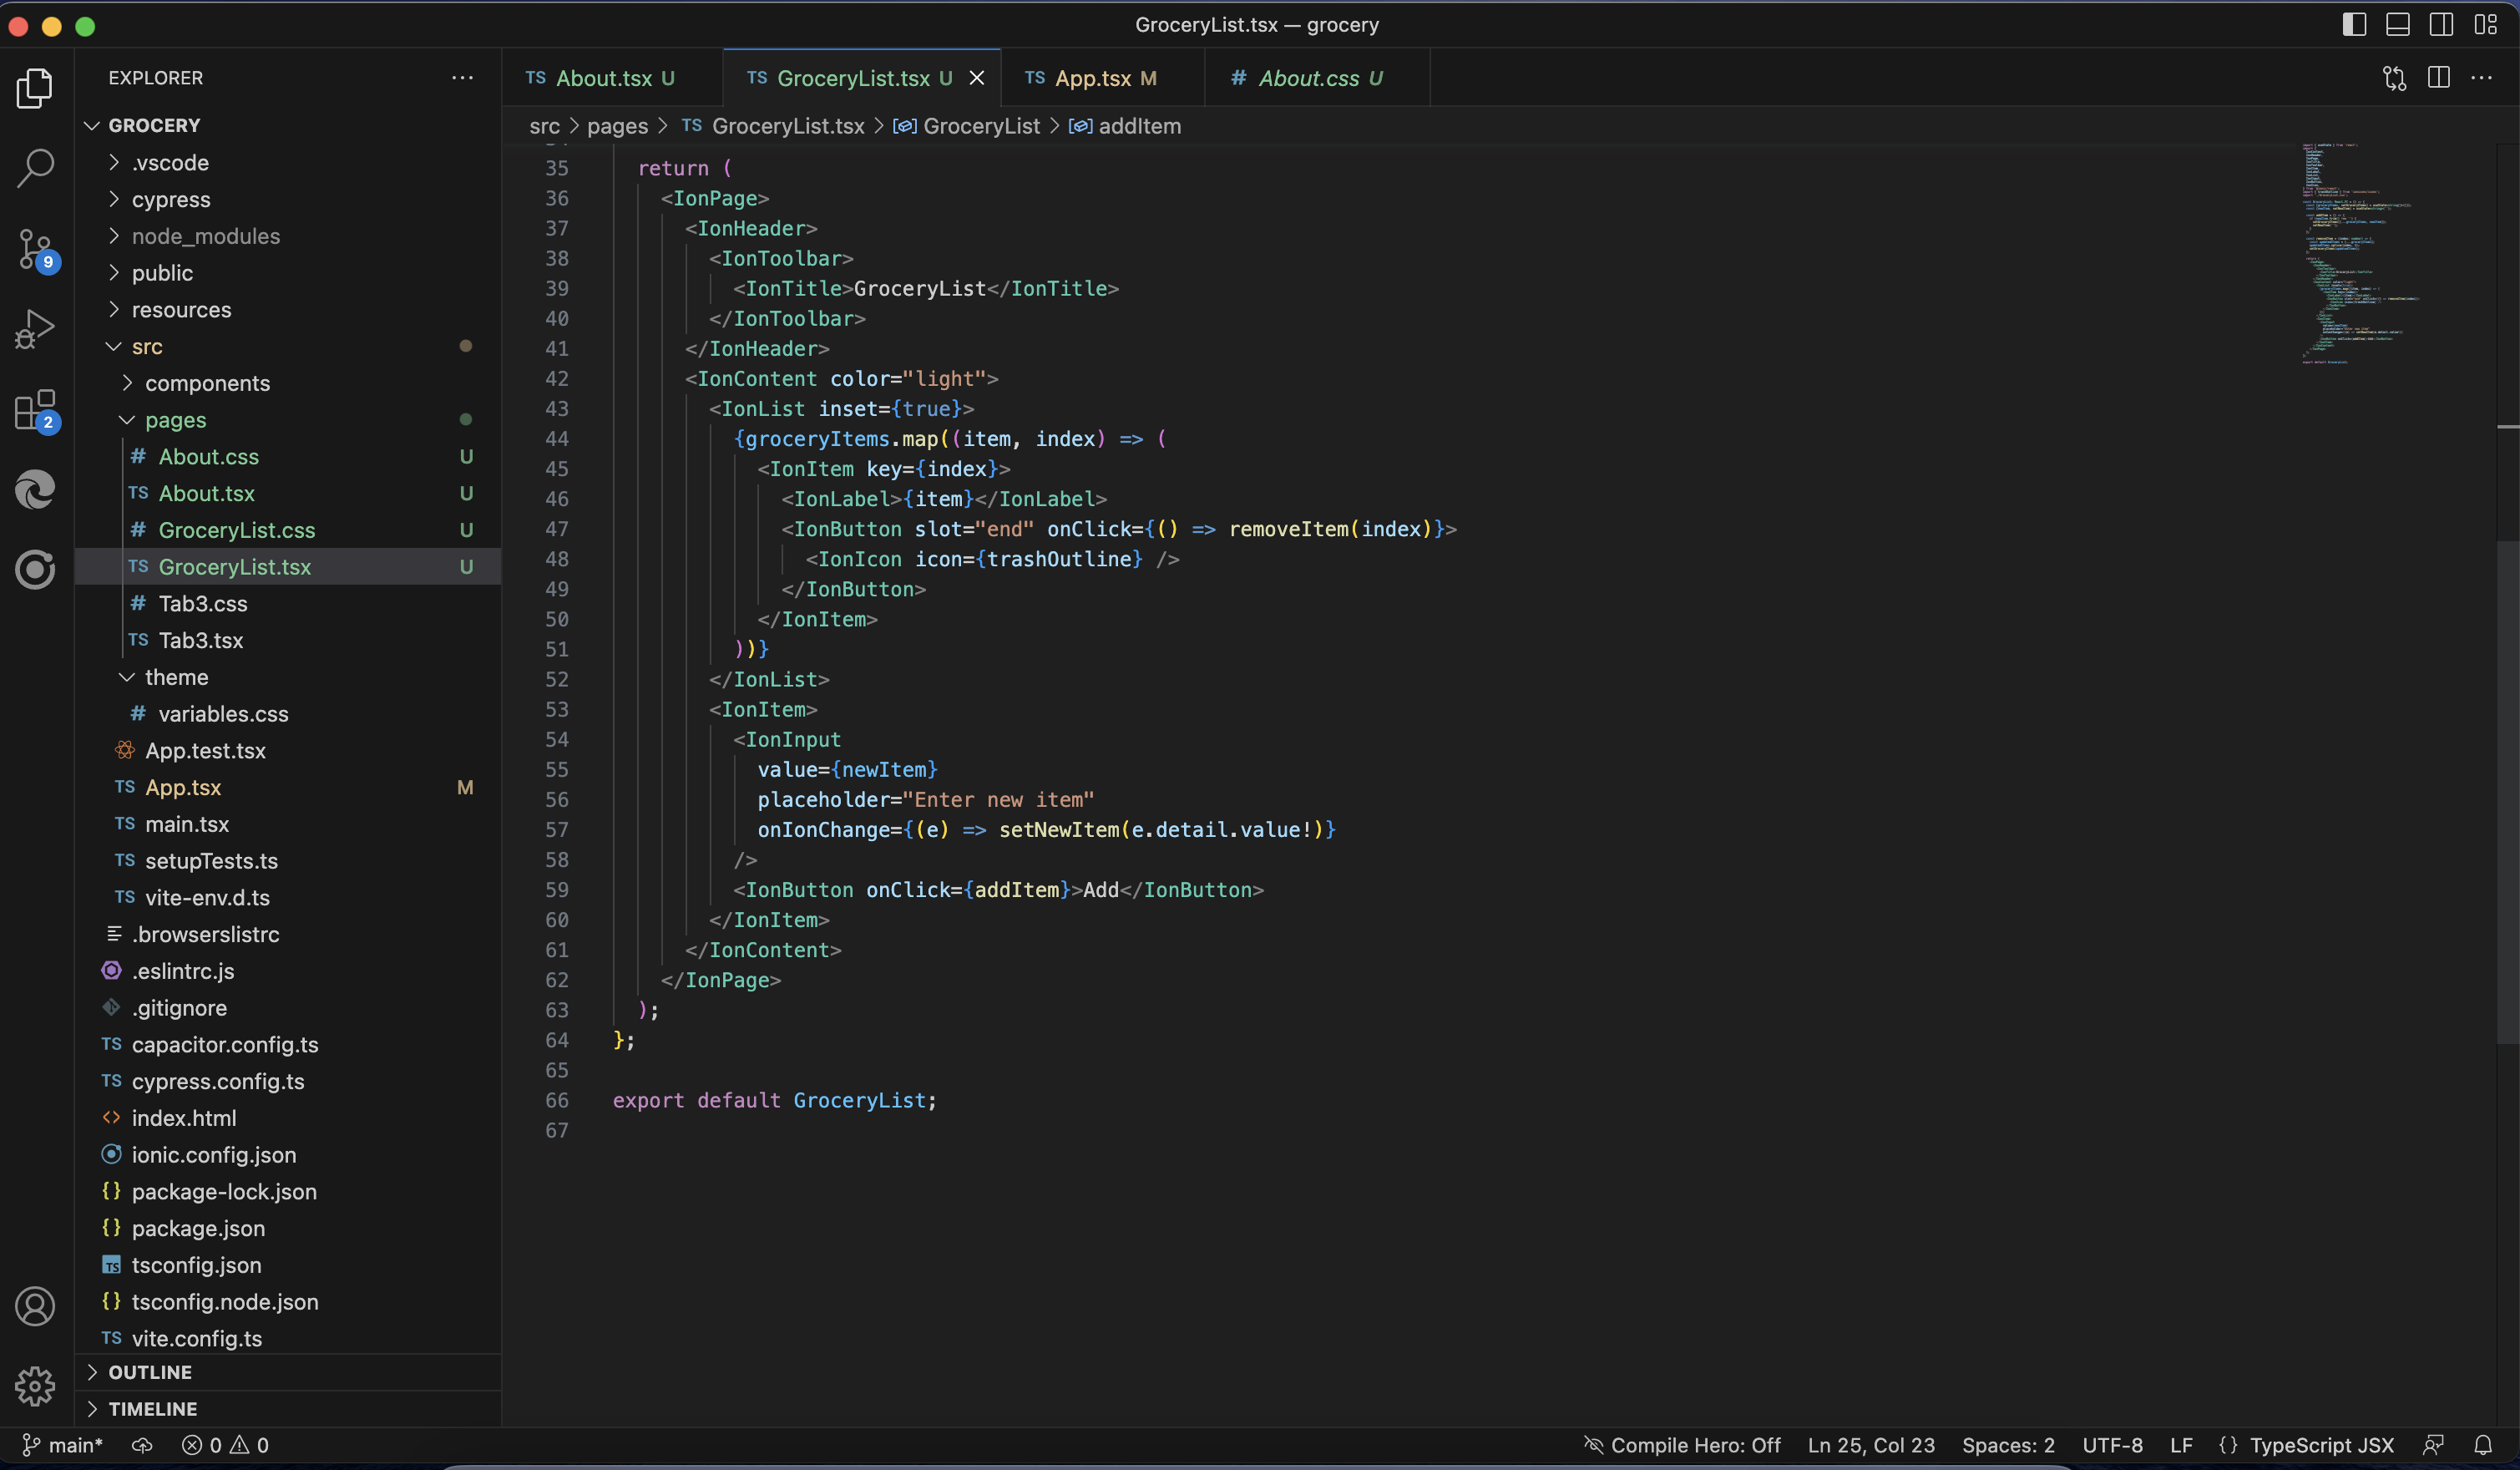 GroceryList.tsx — grocery
EXPLORER
GROCERY
.vscode
cypress
node_modules
public
resources
src
components
pages
# About.css U
TS About.tsx U
# GroceryList.css U
TS GroceryList.tsx U
# Tab3.css
TS Tab3.tsx
theme
# variables.css
App.test.tsx
TS App.tsx M
TS main.tsx
TS setupTests.ts
TS vite-env.d.ts
.browserslistrc
.eslintrc.js
.gitignore
TS capacitor.config.ts
TS cypress.config.ts
<> index.html
ionic.config.json
{} package-lock.json
{} package.json
TS tsconfig.json
{} tsconfig.node.json
TS vite.config.ts
OUTLINE
TIMELINE
9
2
TS About.tsx U
TS GroceryList.tsx U
TS App.tsx M
# About.css U
src > pages > TS GroceryList.tsx > GroceryList > addItem
35 return (
36 <IonPage>
37 <IonHeader>
38 <IonToolbar>
39 <IonTitle>GroceryList</IonTitle>
40 </IonToolbar>
41 </IonHeader>
42 <IonContent color="light">
43 <IonList inset={true}>
44 {groceryItems.map((item, index) => (
45 <IonItem key={index}>
46 <IonLabel>{item}</IonLabel>
47 <IonButton slot="end" onClick={() => removeItem(index)}>
48 <IonIcon icon={trashOutline} />
49 </IonButton>
50 </IonItem>
51 ))}
52 </IonList>
53 <IonItem>
54 <IonInput
55 value={newItem}
56 placeholder="Enter new item"
57 onIonChange={(e) => setNewItem(e.detail.value!)}
58 />
59 <IonButton onClick={addItem}>Add</IonButton>
60 </IonItem>
61 </IonContent>
62 </IonPage>
63 );
64 };
65
66 export default GroceryList;
67
main* 0 0 Compile Hero: Off Ln 25, Col 23 Spaces: 2 UTF-8 LF {} TypeScript JSX